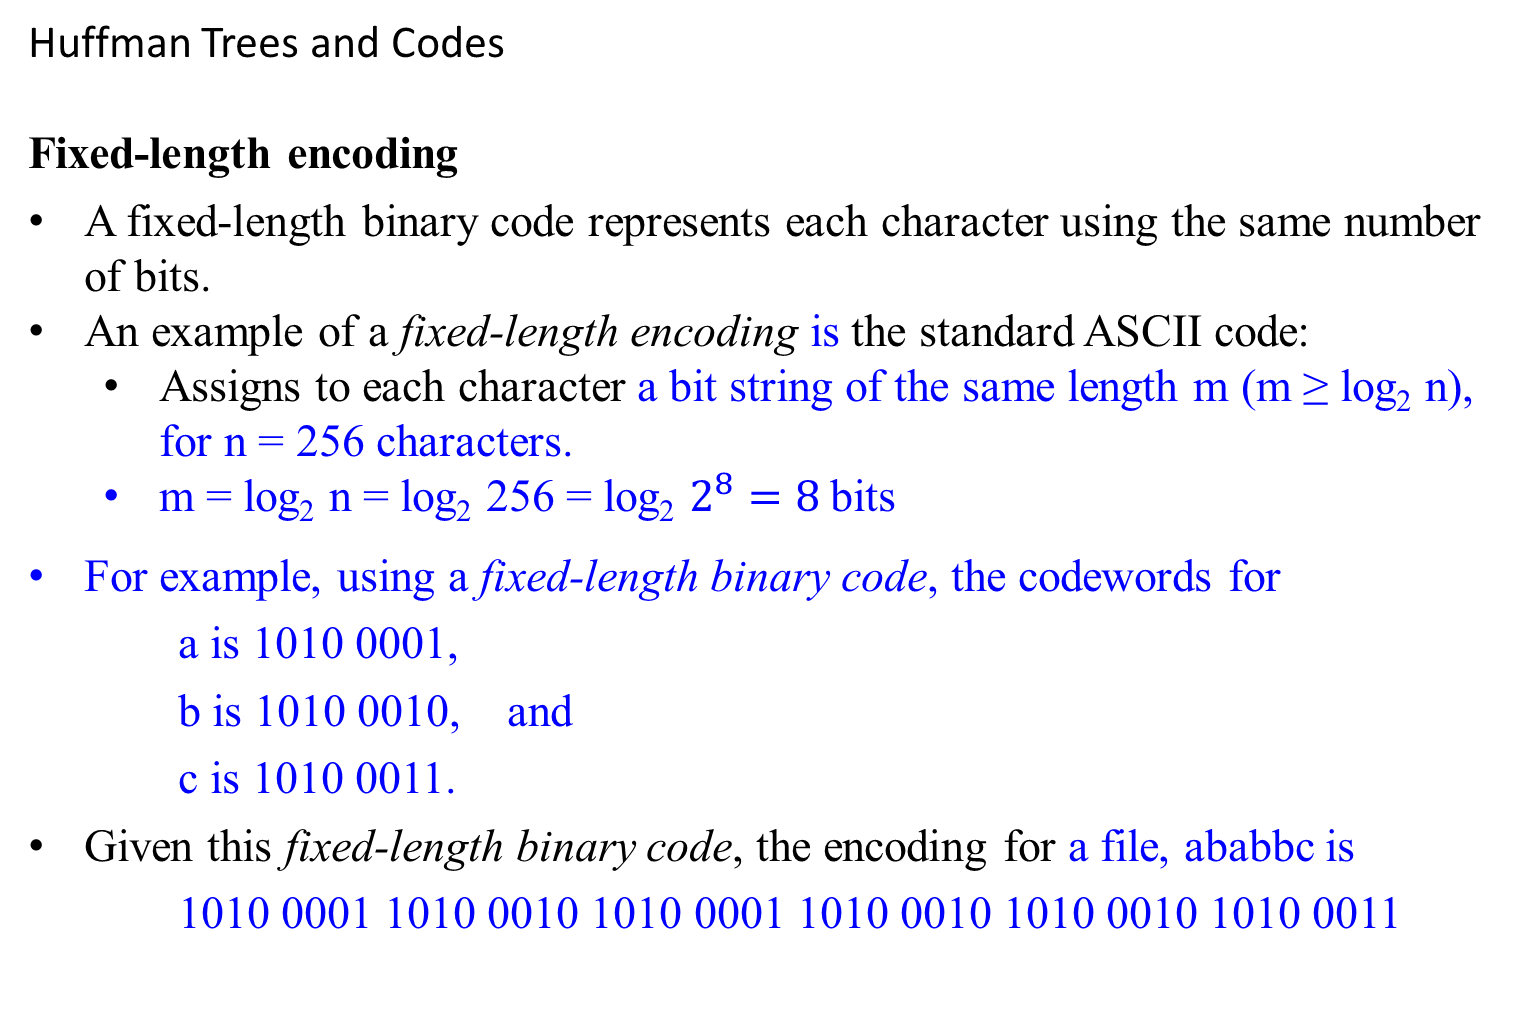 Huffman Trees and Codes
Fixed-length encoding
• A fixed-length binary code represents each character using the same number
of bits.
• An example of a fixed-length encoding is the standard ASCII code:
• Assigns to each character a bit string of the same length m (m ≥ log₂ n),
for n = 256 characters.
• m = log₂ n = log₂ 256 = log₂ 2⁸ = 8 bits
• For example, using a fixed-length binary code, the codewords for
a is 1010 0001,
b is 1010 0010, and
c is 1010 0011.
• Given this fixed-length binary code, the encoding for a file, ababbc is
1010 0001 1010 0010 1010 0001 1010 0010 1010 0010 1010 0011